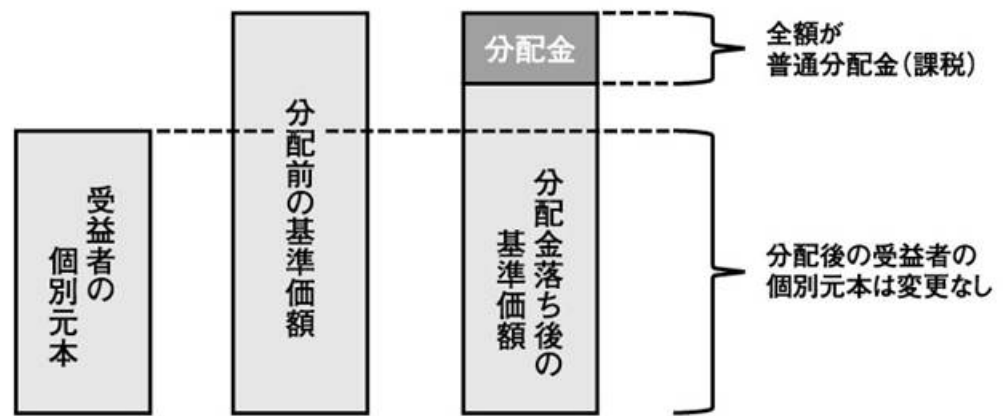 受益者の
個別元本
分配前の基準価額
分配金
分配金落ち後の
基準価額
全額が
普通分配金(課税)
分配後の受益者の
個別元本は変更なし